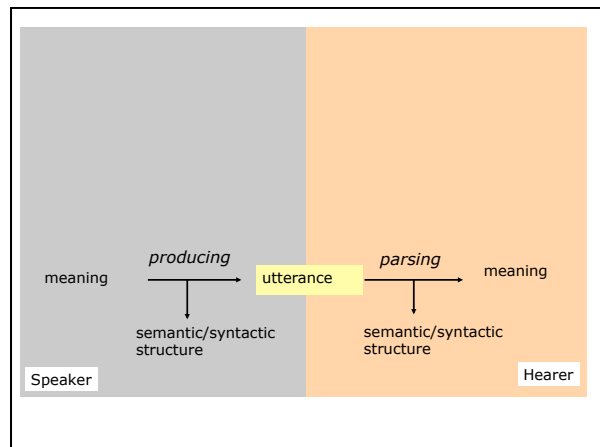 producing
parsing
meaning
utterance
meaning
semantic/syntactic
structure
semantic/syntactic
structure
Speaker
Hearer